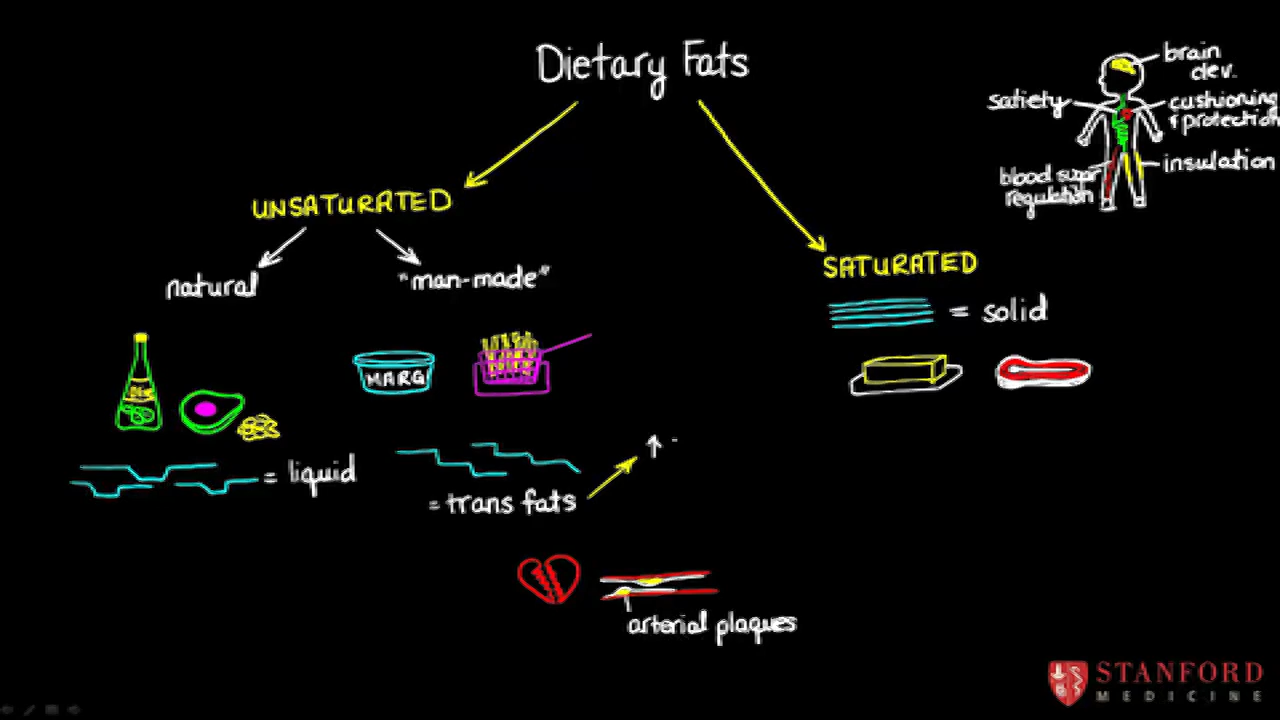 Dietary Fats
brain
dev.
satiety
cushioning
& protection
blood sugar
regulation
insulation
UNSATURATED
SATURATED
natural
"man-made"
= solid
MARG
= liquid
↑
= trans fats
arterial plaques
STANFORD
MEDICINE